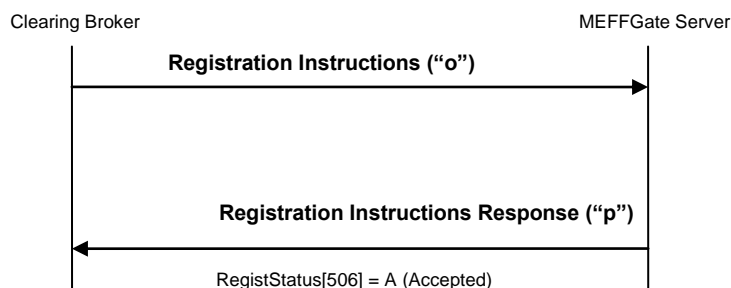 Clearing Broker
MEFFGate Server
Registration Instructions (“o”)
Registration Instructions Response (“p”)
RegistStatus[506] = A (Accepted)